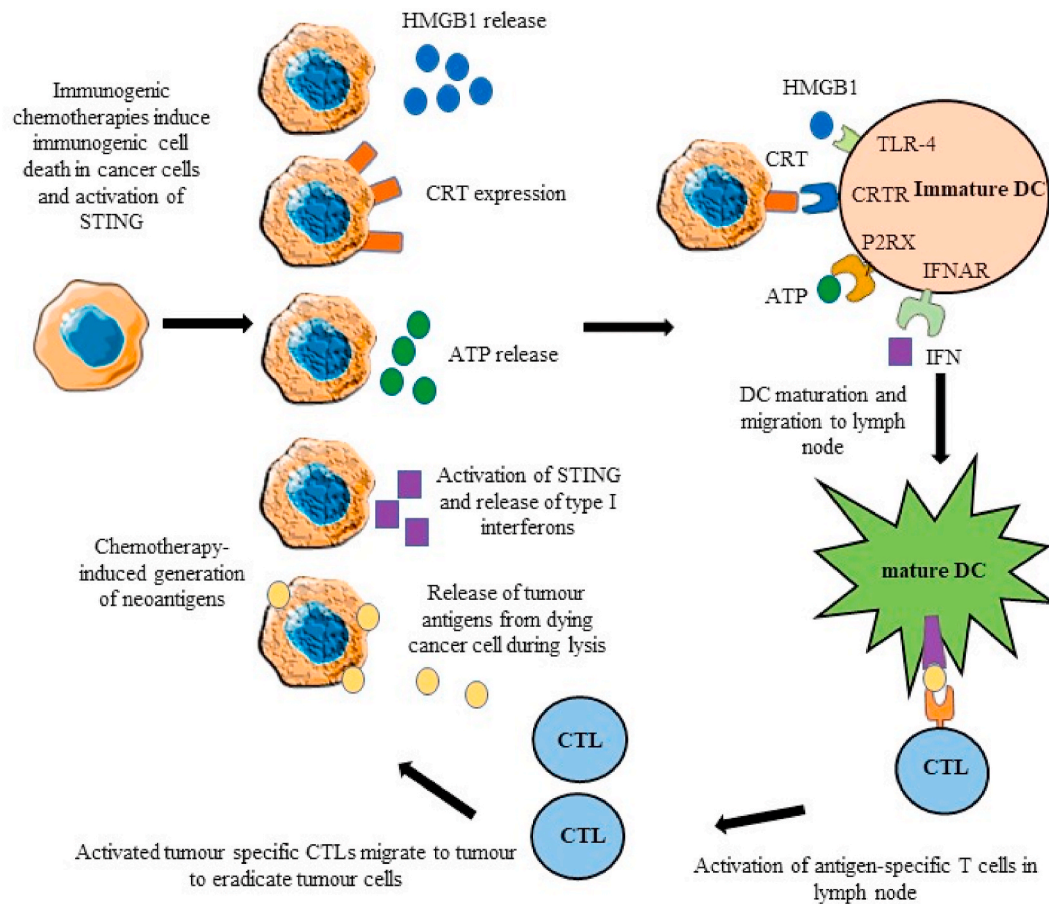 HMGB1 release
Immunogenic
chemotherapies induce
immunogenic cell
death in cancer cells
and activation of
STING
CRT expression
ATP release
Activation of STING
and release of type I
interferons
Chemotherapy-
induced generation
of neoantigens
Release of tumour
antigens from dying
cancer cell during lysis
HMGB1
TLR-4
CRT
CRTR
Immature DC
P2RX
IFNAR
ATP
IFN
DC maturation and
migration to lymph
node
mature DC
CTL
Activation of antigen-specific T cells in
lymph node
CTL
CTL
Activated tumour specific CTLs migrate to tumour
to eradicate tumour cells